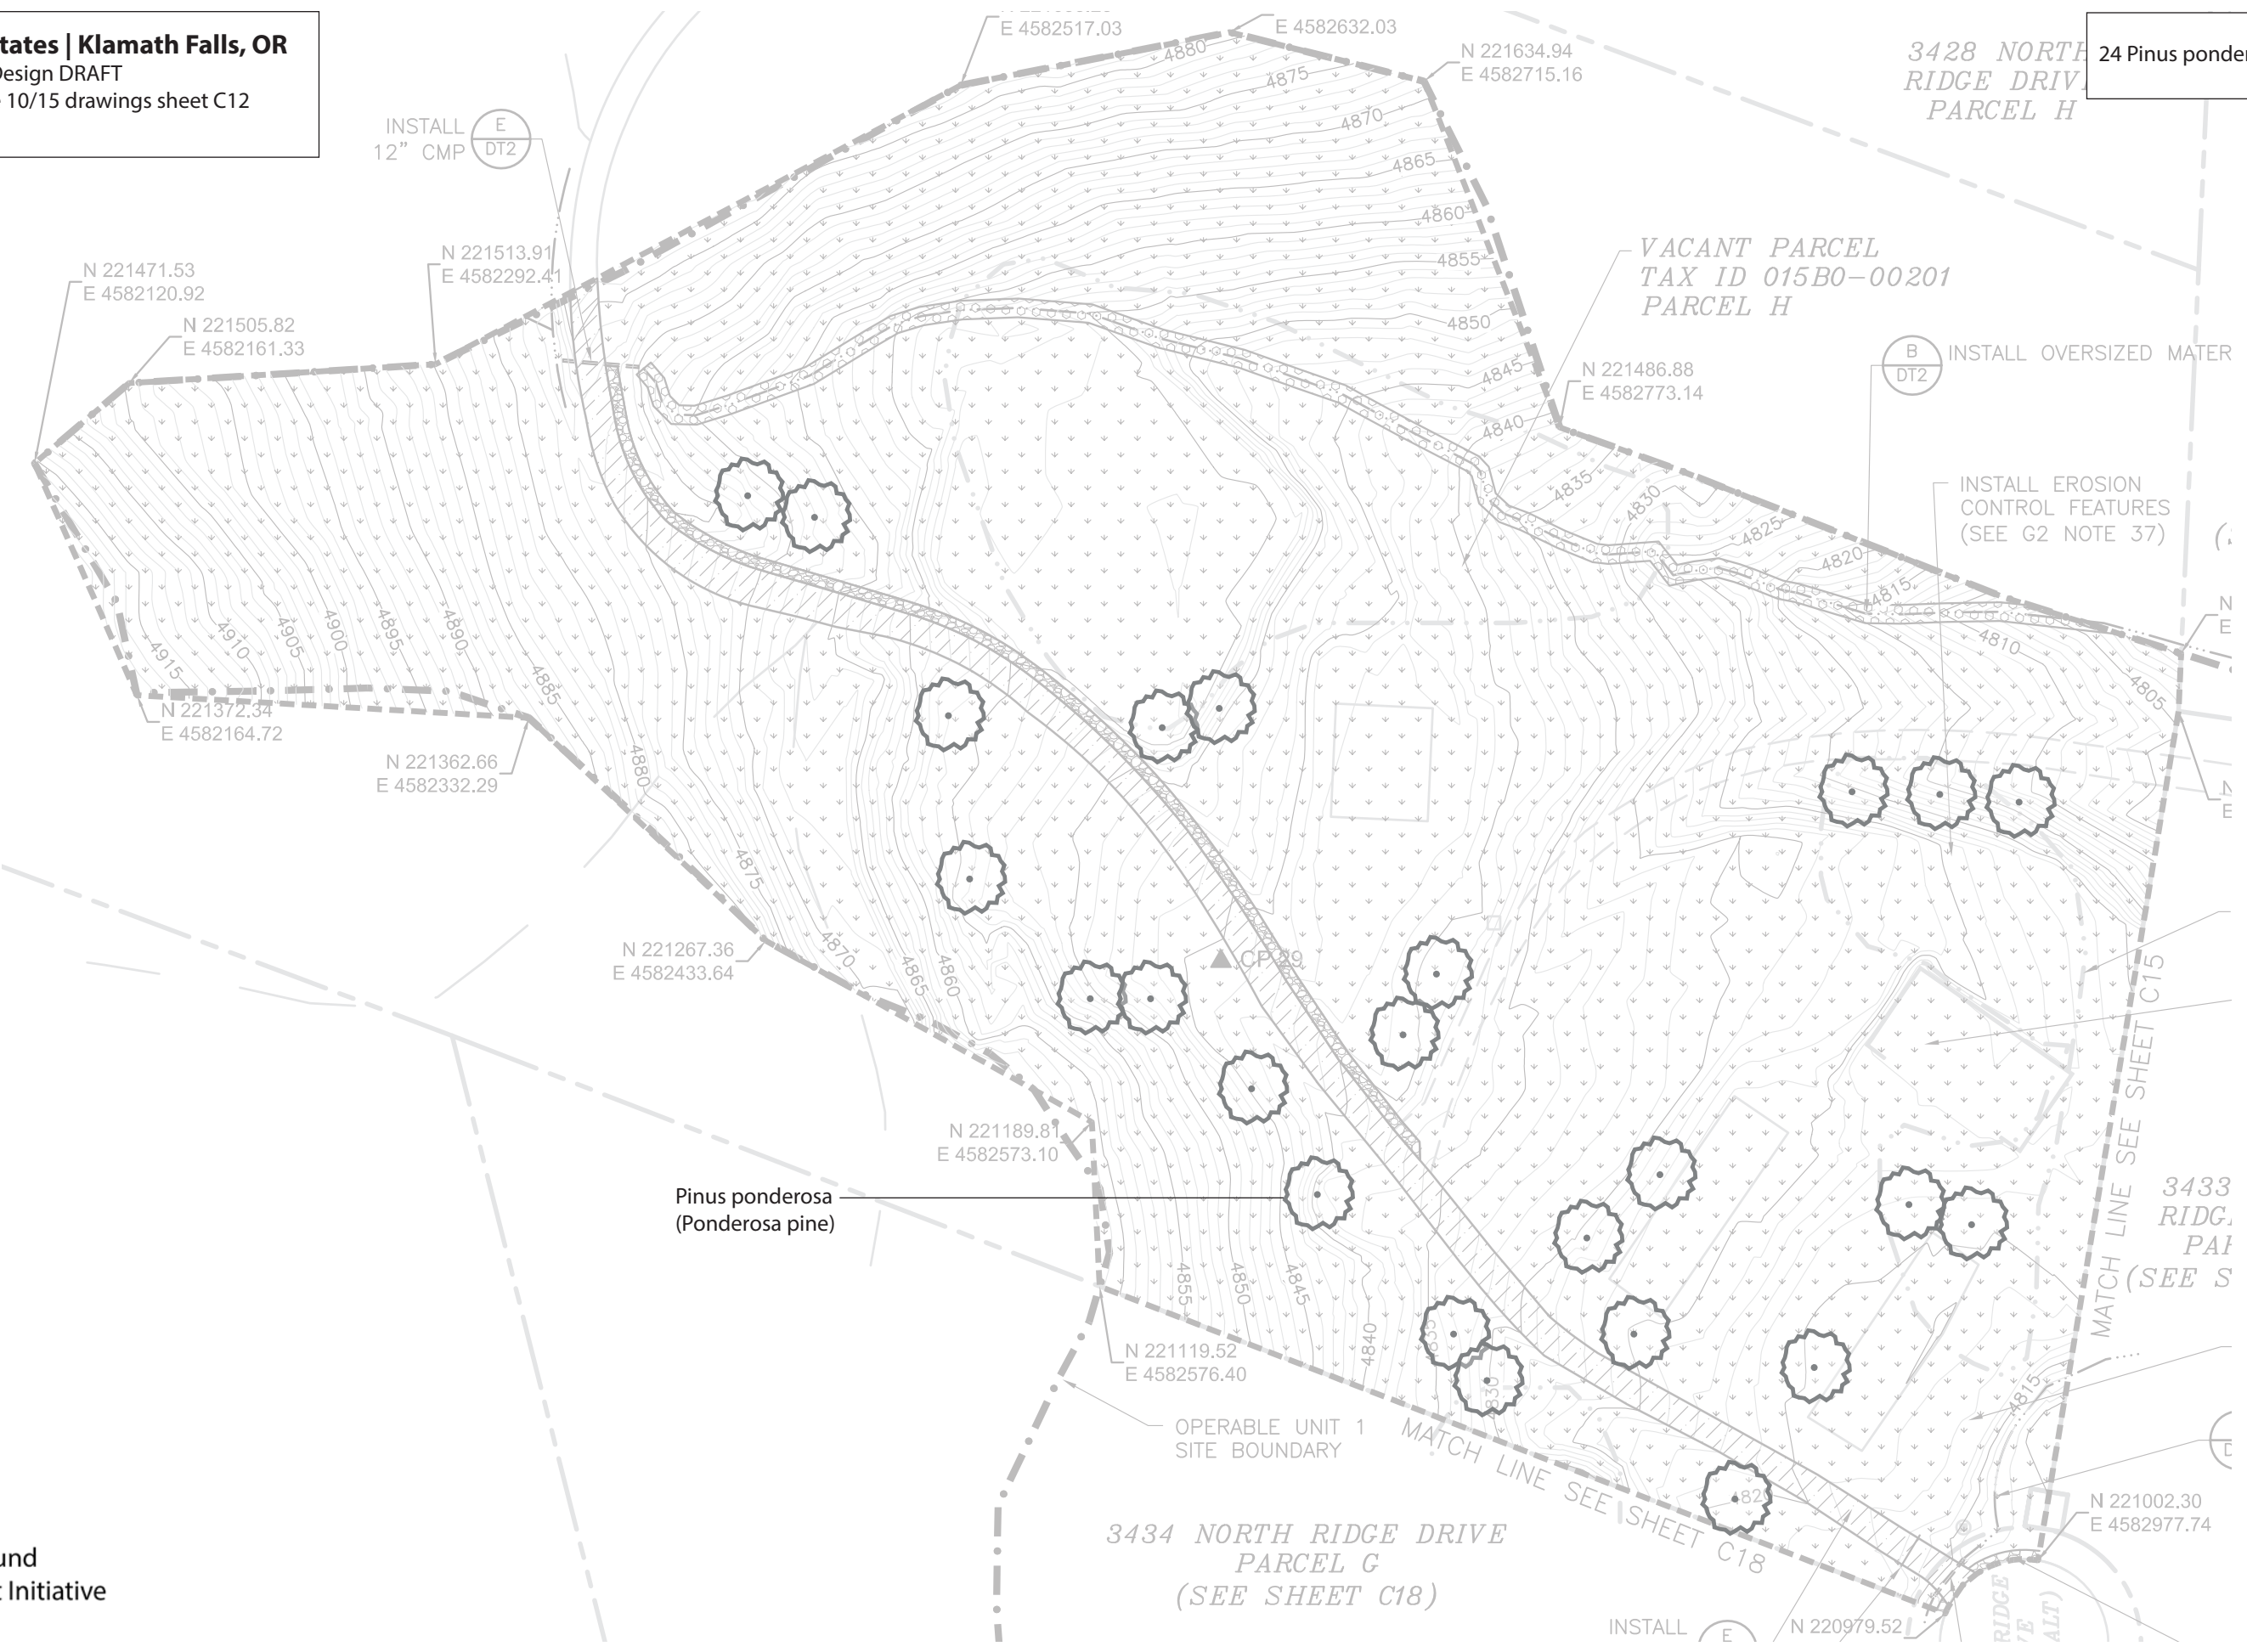 tates | Klamath Falls, OR
Design DRAFT
10/15 drawings sheet C12
E 4582517.03
E 4582632.03
N 221634.94
E 4582715.16
3428 NORTH
RIDGE DRIV
PARCEL H
24 Pinus ponder
INSTALL
12" CMP
E
DT2
N 221471.53
E 4582120.92
N 221505.82
E 4582161.33
N 221513.91
E 4582292.41
4880
4875
4870
4865
4860
4855
4850
4845
4840
4835
4830
4825
4820
4815
4810
4805
VACANT PARCEL
TAX ID 015B0-00201
PARCEL H
N 221486.88
E 4582773.14
B
DT2
INSTALL OVERSIZED MATER
INSTALL EROSION
CONTROL FEATURES
(SEE G2 NOTE 37)
N
E
N
E
4915
4910
4905
4900
4895
4890
4885
4880
4875
4870
4865
4860
N 221372.34
E 4582164.72
N 221362.66
E 4582332.29
N 221267.36
E 4582433.64
CP 29
N 221189.81
E 4582573.10
Pinus ponderosa
(Ponderosa pine)
4855
4850
4845
4840
4835
4830
4820
4815
N 221119.52
E 4582576.40
OPERABLE UNIT 1
SITE BOUNDARY
MATCH LINE SEE SHEET C18
MATCH LINE SEE SHEET C15
3433
RIDG
PAR
(SEE S
3434 NORTH RIDGE DRIVE
PARCEL G
(SEE SHEET C18)
N 221002.30
E 4582977.74
INSTALL
E
N 220979.52
RIDGE
VE
ALT)
und
t Initiative